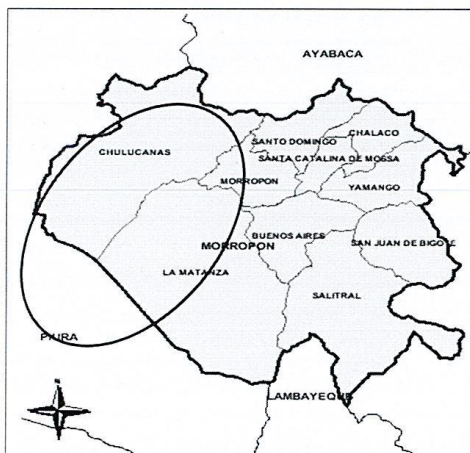 AYABACA
CHALACO
SANTO DOMINGO
CHULUCANAS
SANTA CATALINA DE MOSSA
MORROPON
YAMANGO
BUENOS AIRES
MORROPON
SAN JUAN DE BIGOTE
LA MATANZA
SALITRAL
PIURA
LAMBAYEQUE
N